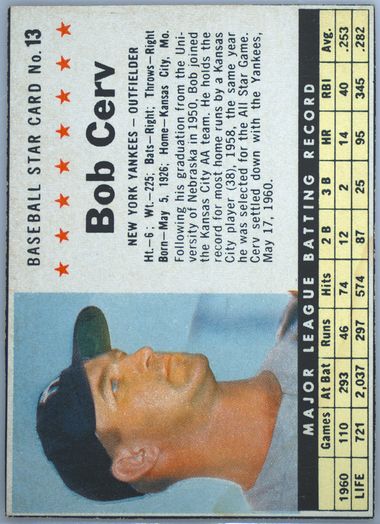 BASEBALL STAR CARD No. 13
Bob Cerv
NEW YORK YANKEES – OUTFIELDER
Ht.-6; Wt.-225; Bats-Right; Throws-Right
Born-May 5, 1926; Home-Kansas City, Mo.
Following his graduation from the Uni-
versity of Nebraska in 1950, Bob joined
the Kansas City AA team. He holds the
record for most home runs by a Kansas
City player (38), 1958, the same year
he was selected for the All Star Game.
Cerv settled down with the Yankees,
May 17, 1960.
MAJOR LEAGUE BATTING RECORD
Games At Bat Runs Hits 2 B 3 B HR RBI Avg.
1960 110 293 46 74 12 2 14 40 .253
LIFE 721 2,037 297 574 87 25 95 345 .282